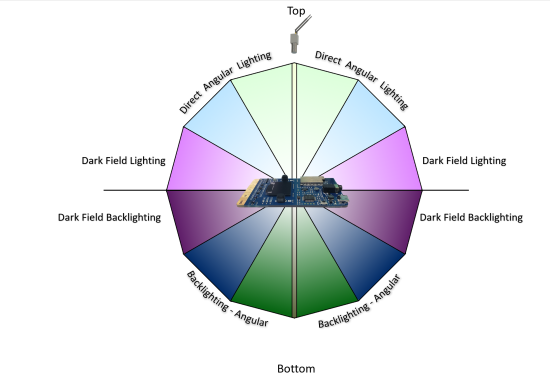 Top
Direct Angular Lighting
Direct Angular Lighting
Dark Field Lighting
Dark Field Lighting
Dark Field Backlighting
Dark Field Backlighting
Backlighting - Angular
Backlighting - Angular
Bottom